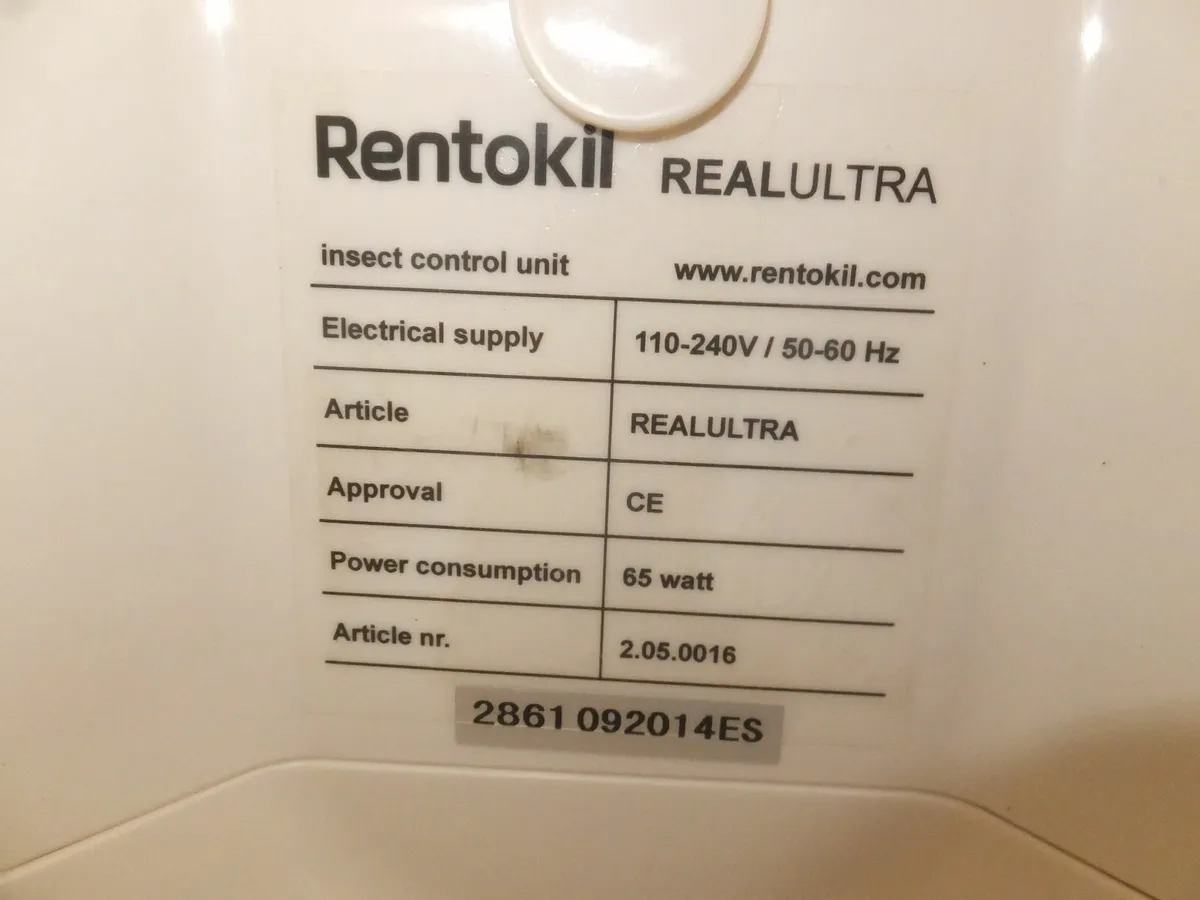 Rentokil REALULTRA
insect control unit www.rentokil.com
Electrical supply 110-240V / 50-60 Hz
Article REALULTRA
Approval CE
Power consumption 65 watt
Article nr. 2.05.0016
2861 092014ES